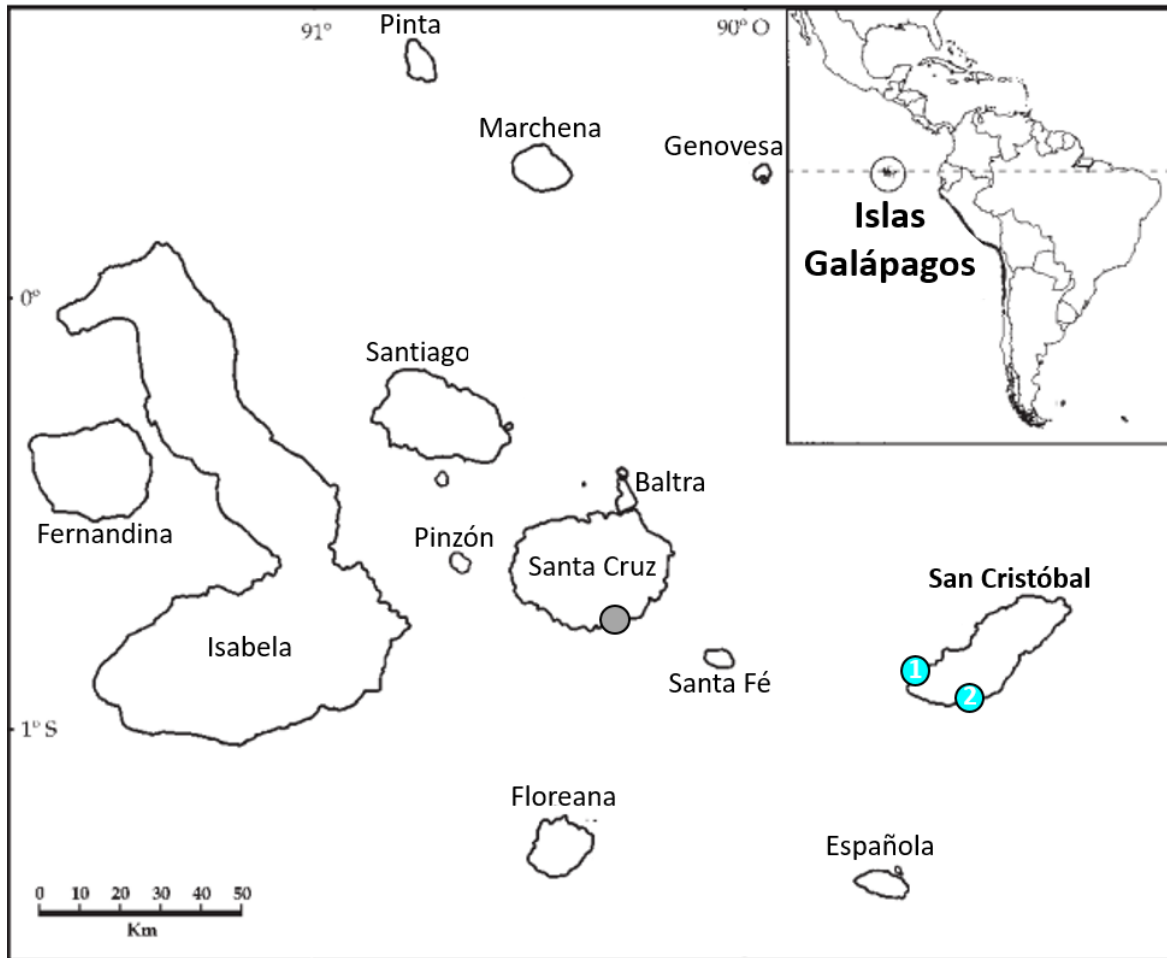 91°
90° O
Pinta
Marchena
Genovesa
Islas
Galápagos
0°
Santiago
Baltra
Fernandina
Pinzón
Santa Cruz
San Cristóbal
Isabela
Santa Fé
1
2
1° S
Floreana
Española
0 10 20 30 40 50
Km